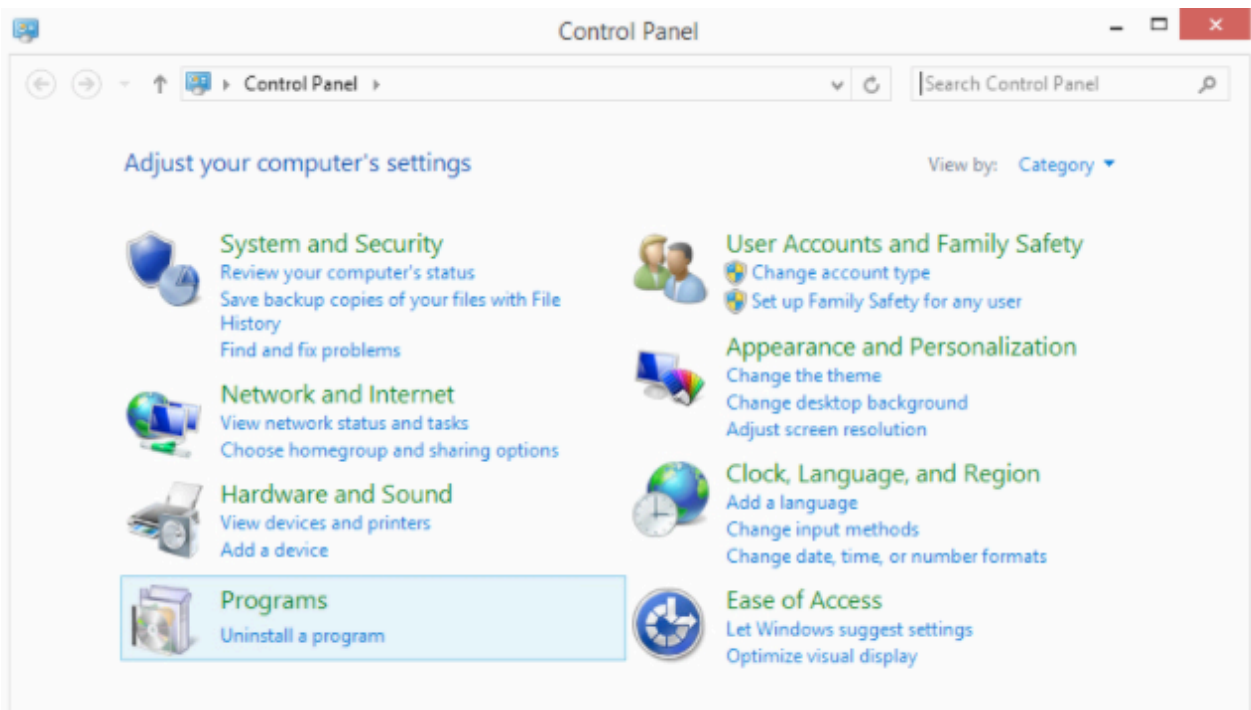 Control Panel
Control Panel
Search Control Panel
Adjust your computer's settings
View by: Category
System and Security
Review your computer's status
Save backup copies of your files with File
History
Find and fix problems
Network and Internet
View network status and tasks
Choose homegroup and sharing options
Hardware and Sound
View devices and printers
Add a device
Programs
Uninstall a program
User Accounts and Family Safety
Change account type
Set up Family Safety for any user
Appearance and Personalization
Change the theme
Change desktop background
Adjust screen resolution
Clock, Language, and Region
Add a language
Change input methods
Change date, time, or number formats
Ease of Access
Let Windows suggest settings
Optimize visual display